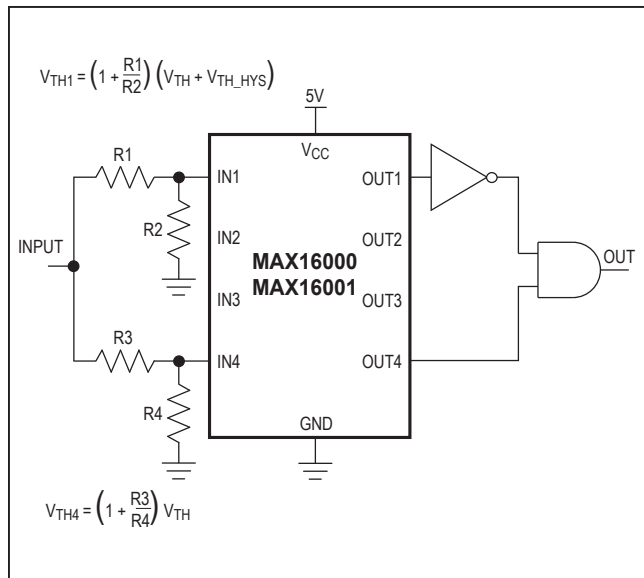 V_TH1 = (1 + R1/R2) (V_TH + V_TH_HYS)
5V
V_CC
R1
IN1
OUT1
R2
IN2
OUT2
INPUT
MAX16000
MAX16001
OUT
IN3
OUT3
R3
IN4
OUT4
R4
GND
V_TH4 = (1 + R3/R4) V_TH